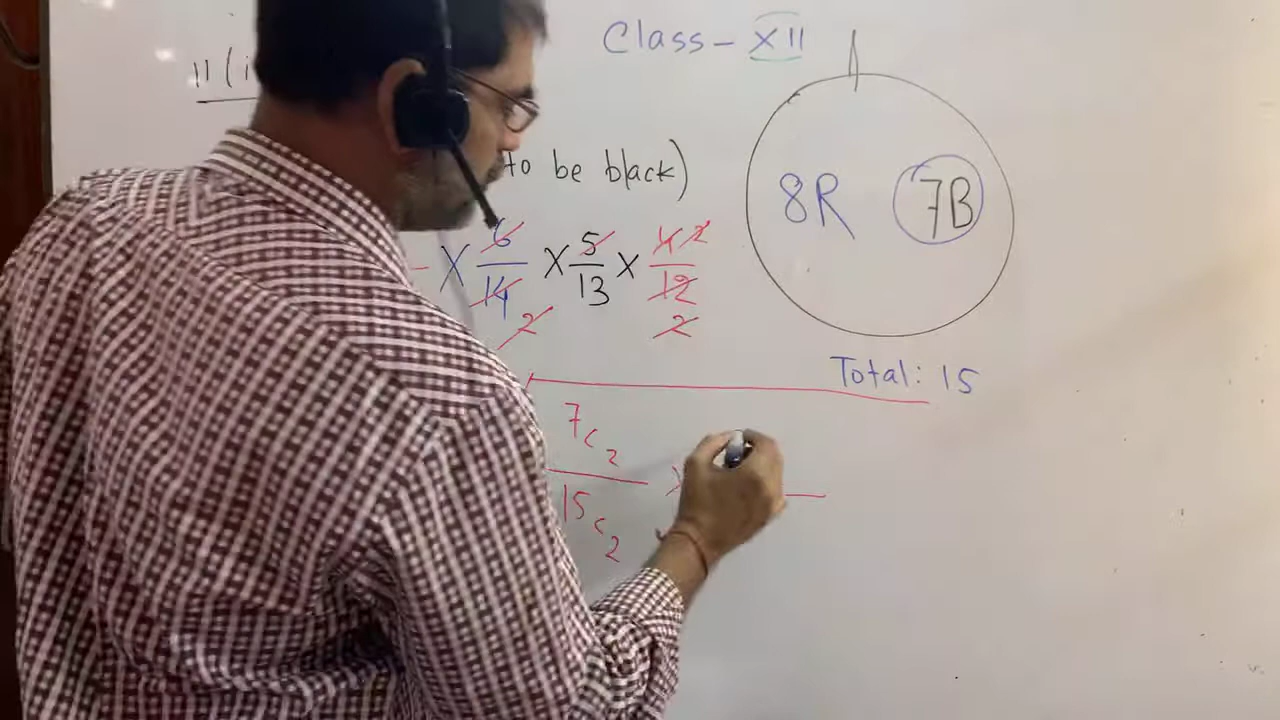 Class - XII
11 (i
8R 7B
to be black)
X 6/14 X 5/13 X 4 2/12
2 2
Total: 15
7c2
15c2